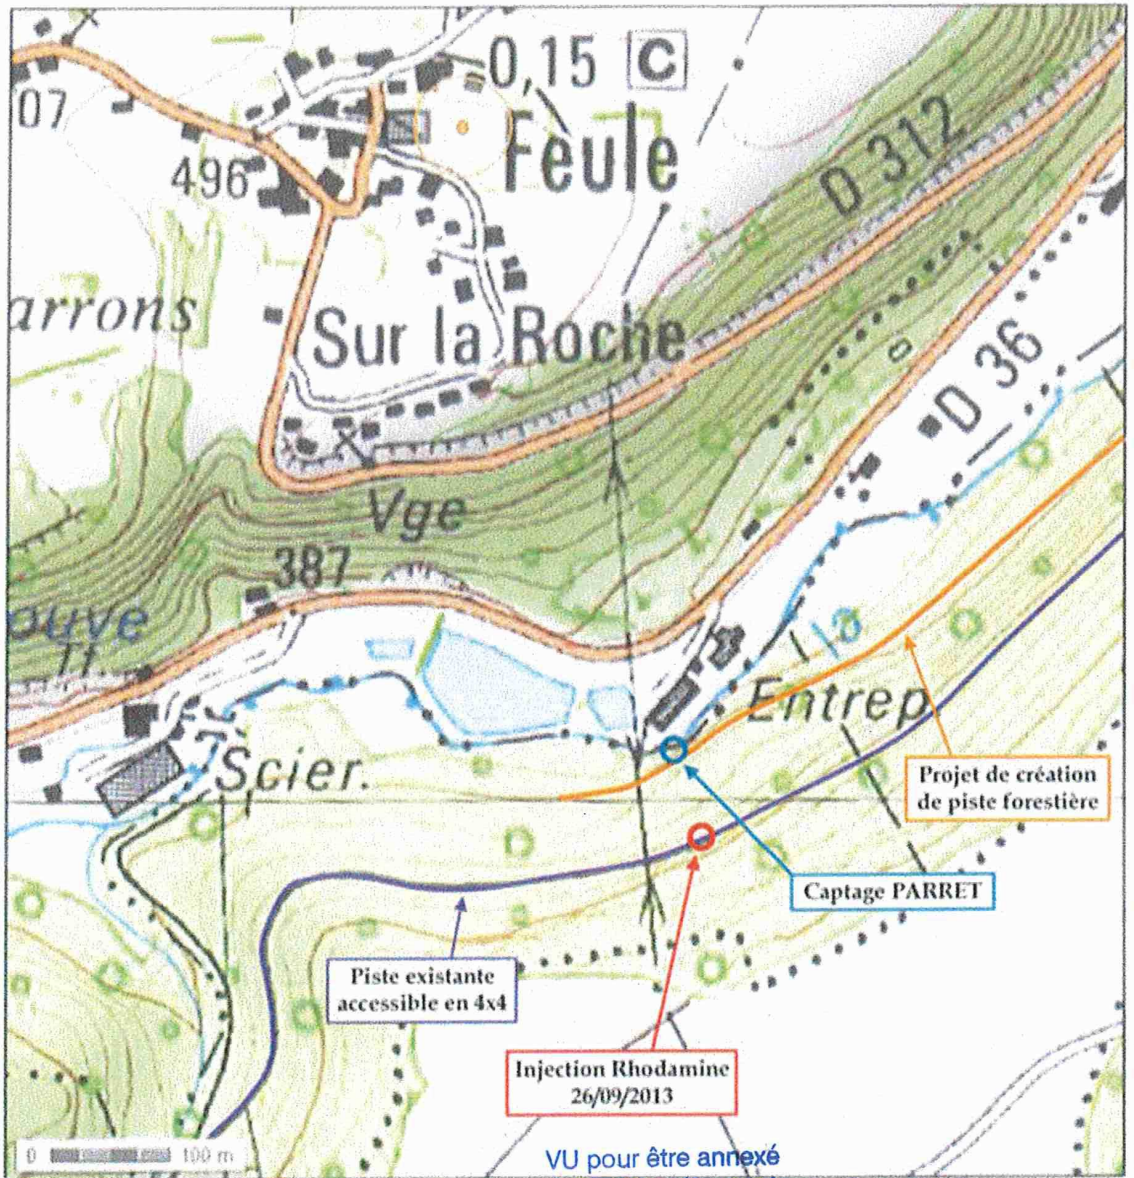 0,15 C
07
Feule
496
D 312
arrons
Sur la Roche
D 36
Vge
387
ouve
Entrep
Scier.
Projet de création
de piste forestière
Captage PARRET
Piste existante
accessible en 4x4
Injection Rhodamine
26/09/2013
0 100 m
VU pour être annexé